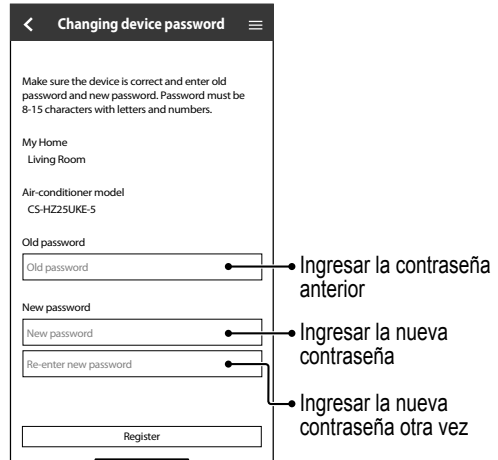 Changing device password
Make sure the device is correct and enter old
password and new password. Password must be
8-15 characters with letters and numbers.
My Home
Living Room
Air-conditioner model
CS-HZ25UKE-5
Old password
Old password
Ingresar la contraseña
anterior
New password
New password
Ingresar la nueva
contraseña
Re-enter new password
Ingresar la nueva
contraseña otra vez
Register